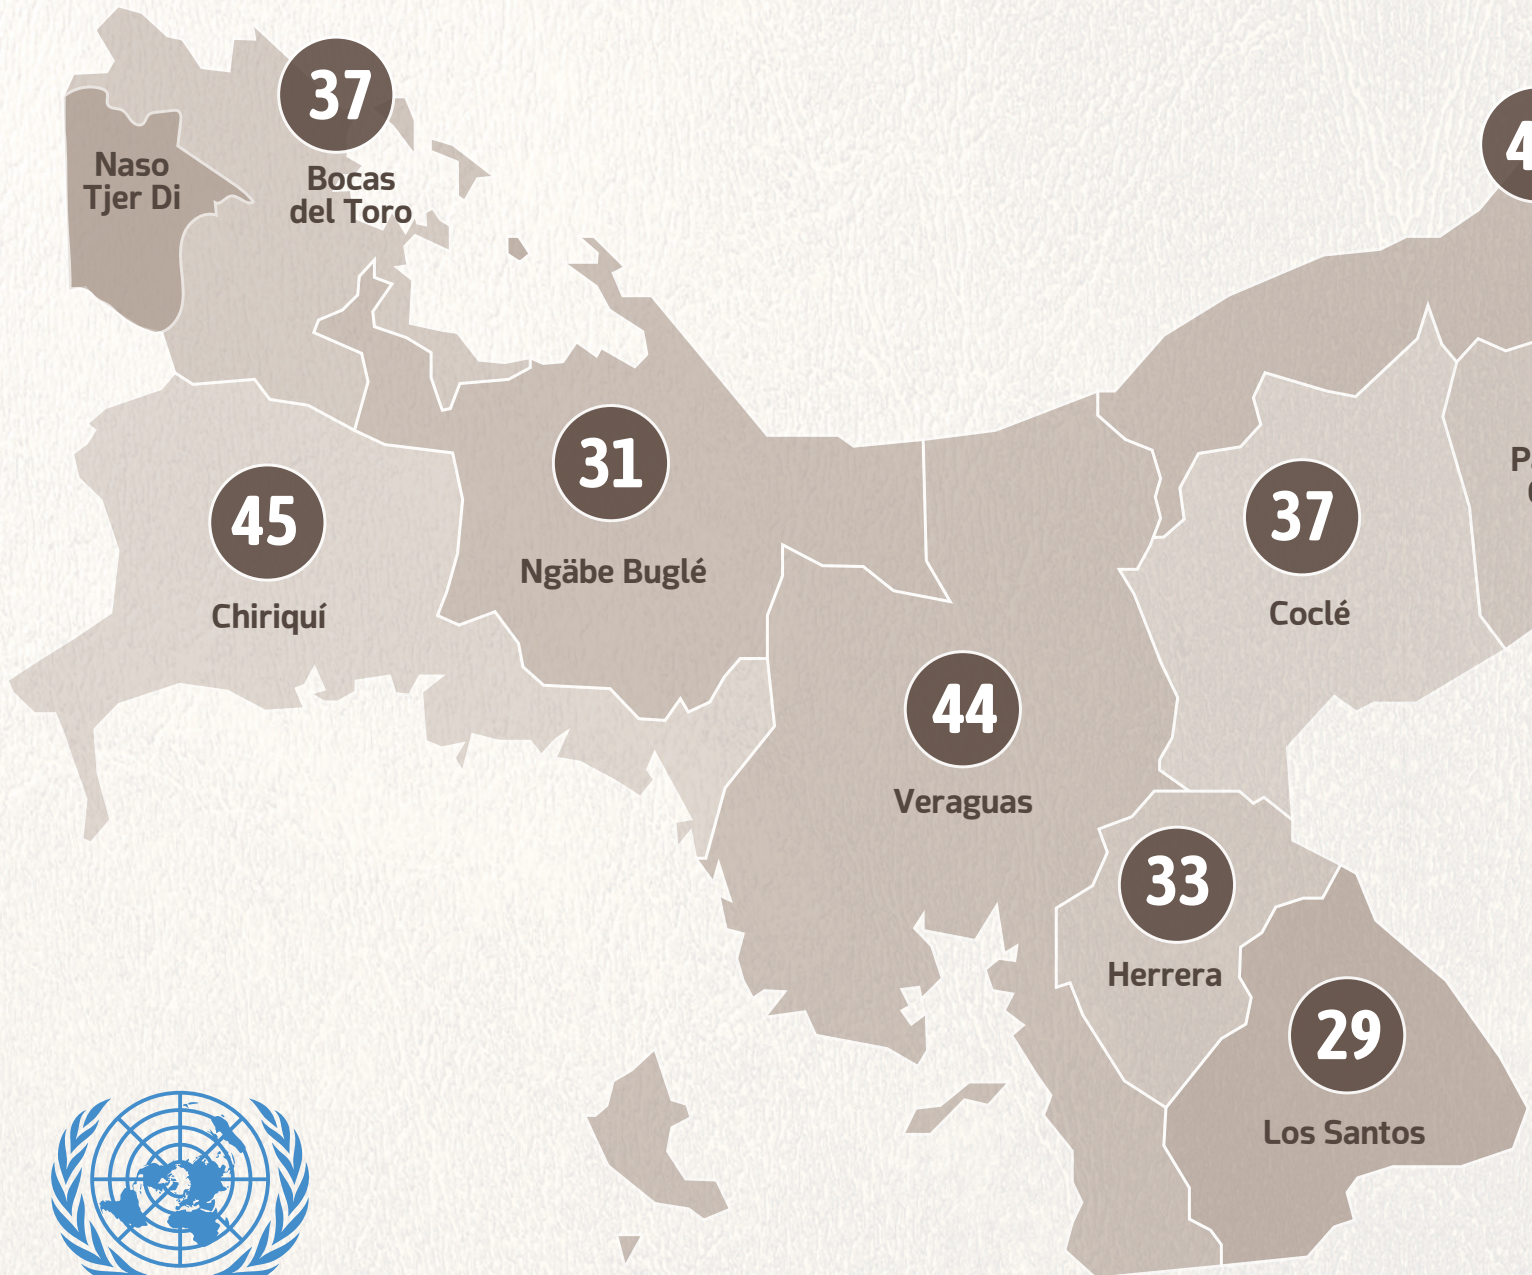 37
Naso
Tjer Di
Bocas
del Toro
31
Ngäbe Buglé
45
Chiriquí
37
Coclé
44
Veraguas
33
Herrera
29
Los Santos